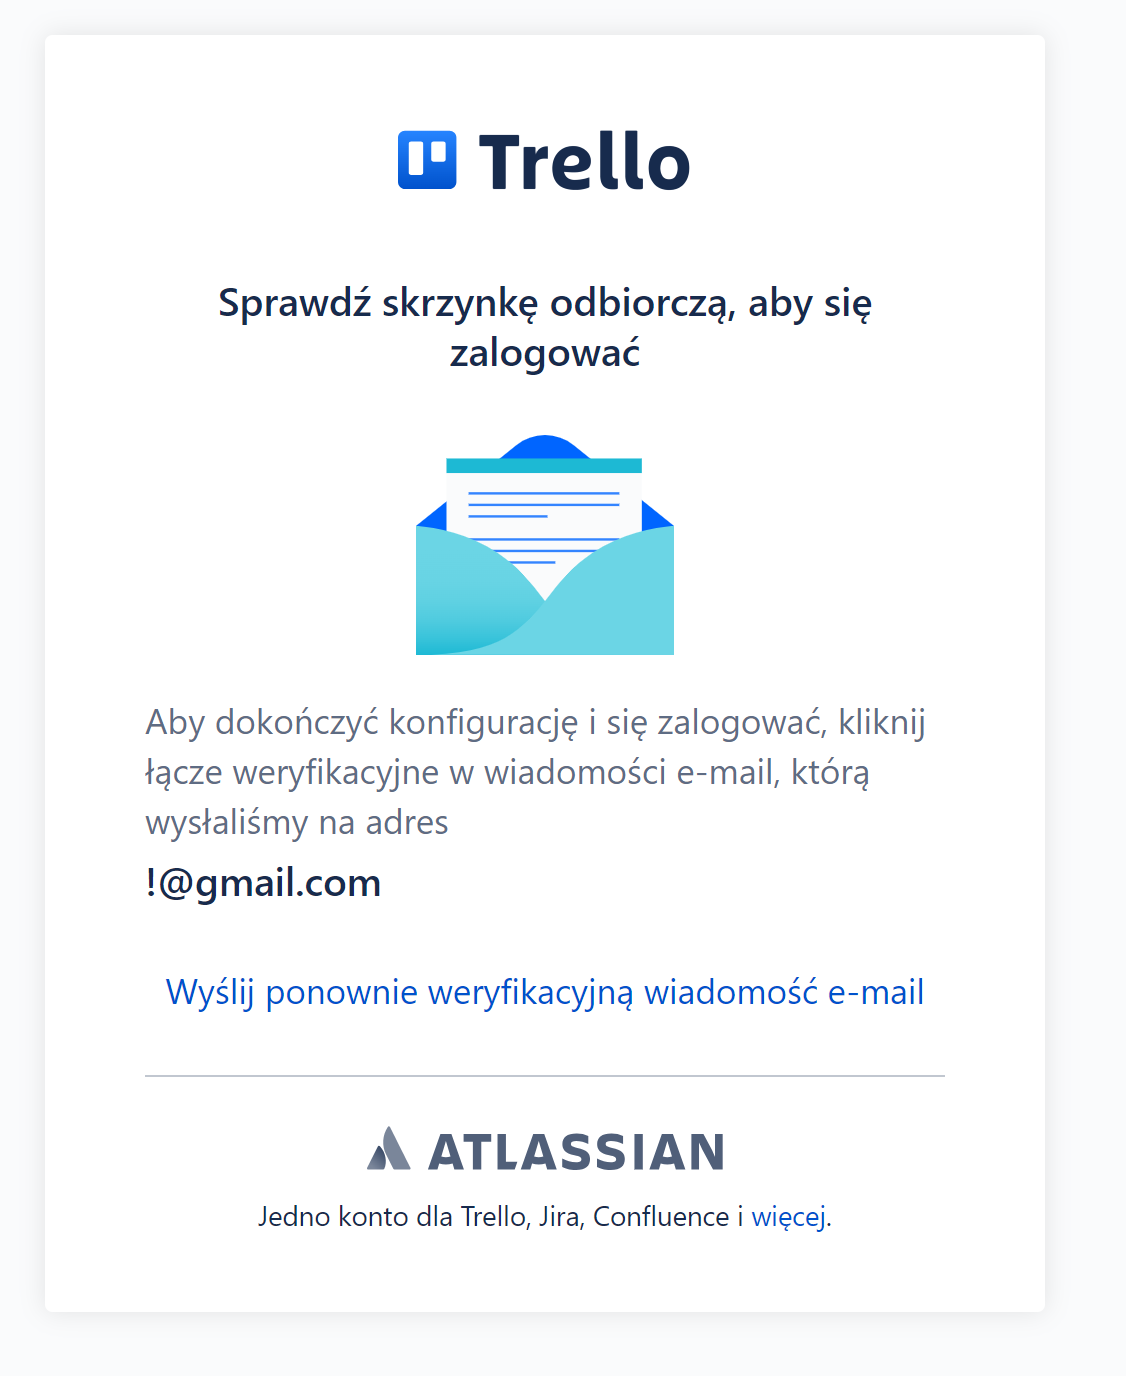 Trello
Sprawdź skrzynkę odbiorczą, aby się
zalogować
Aby dokończyć konfigurację i się zalogować, kliknij
łącze weryfikacyjne w wiadomości e-mail, którą
wysłaliśmy na adres
!@gmail.com
Wyślij ponownie weryfikacyjną wiadomość e-mail
ATLASSIAN
Jedno konto dla Trello, Jira, Confluence i więcej.